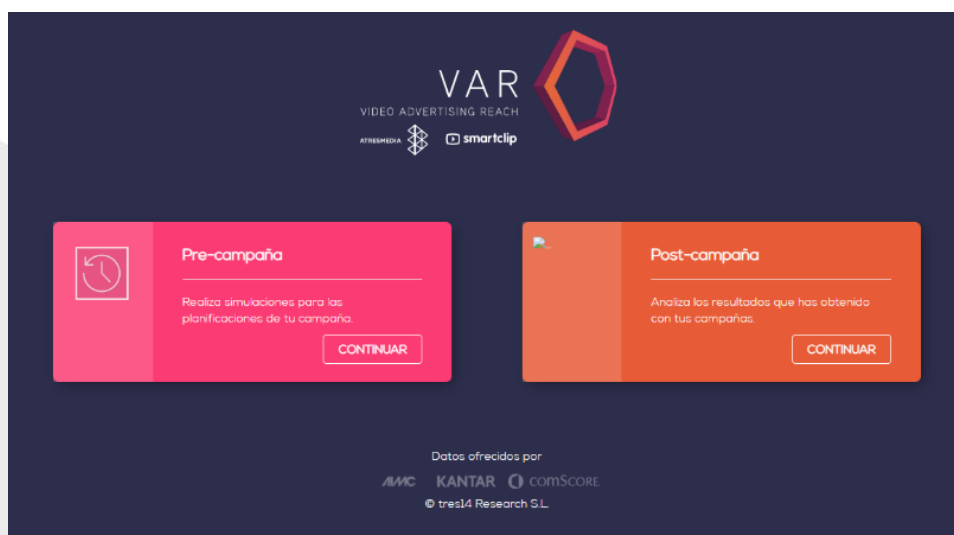 VAR
VIDEO ADVERTISING REACH
ATRESMEDIA smartclip
Pre-campaña
Realiza simulaciones para las
planificaciones de tu campaña.
CONTINUAR
Post-campaña
Analiza los resultados que has obtenido
con tus campañas.
CONTINUAR
Datos ofrecidos por
AIMC KANTAR comSCORE
© tres14 Research S.L.